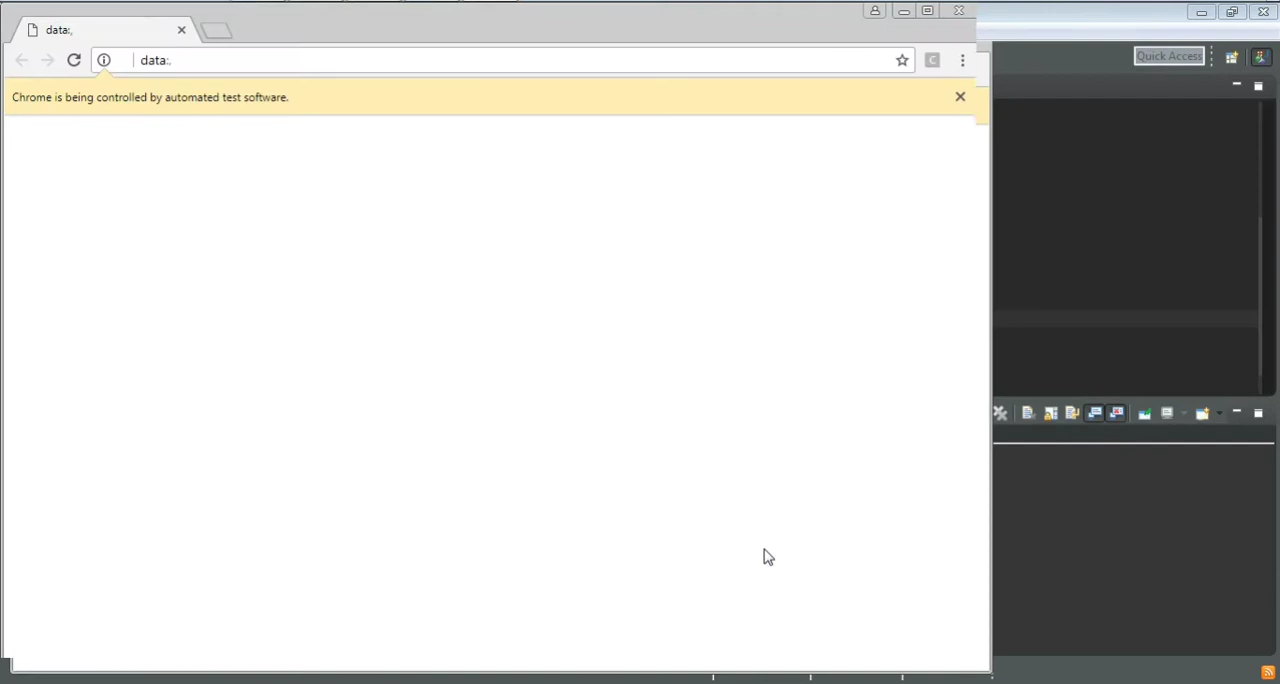 data:,
data:,
C
Quick Access
Chrome is being controlled by automated test software.